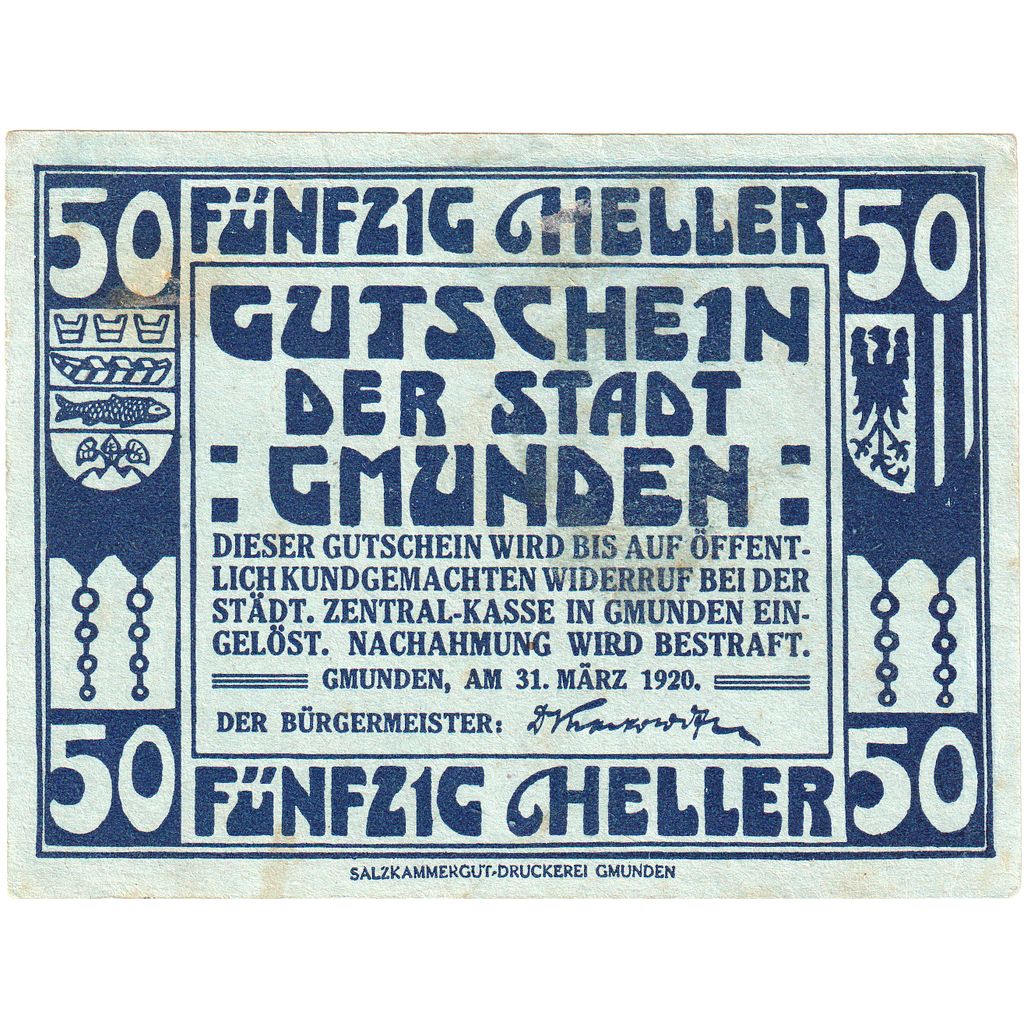 50 FÜNFZIG HELLER 50
GUTSCHEIN
DER STADT
GMUNDEN
DIESER GUTSCHEIN WIRD BIS AUF ÖFFENT-
LICH KUNDGEMACHTEN WIDERRUF BEI DER
STÄDT. ZENTRAL-KASSE IN GMUNDEN EIN-
GELÖST. NACHAHMUNG WIRD BESTRAFT.
GMUNDEN, AM 31. MÄRZ 1920.
DER BÜRGERMEISTER:
50 FÜNFZIG HELLER 50
SALZKAMMERGUT-DRUCKEREI GMUNDEN